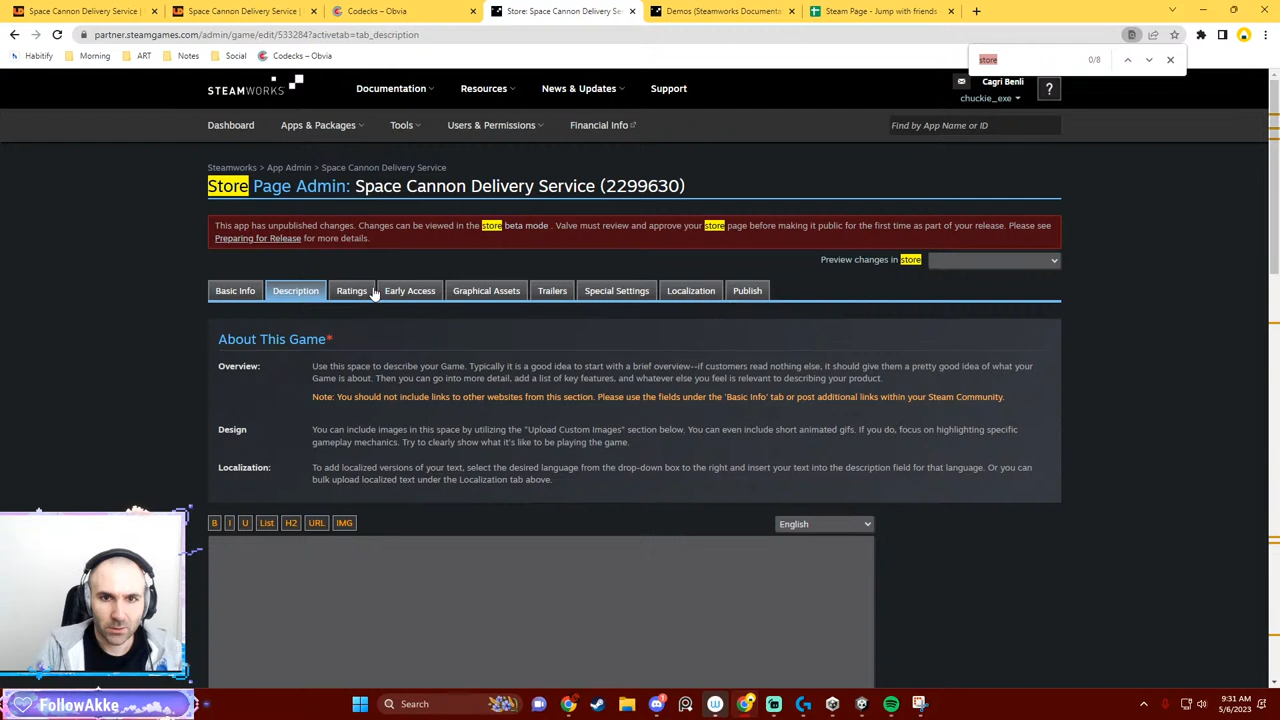 Space Cannon Delivery Service
Space Cannon Delivery Service
Codecks – Obvia
Store: Space Cannon Delivery Se
Demos (Steamworks Documenta
Steam Page - Jump with friends
partner.steamgames.com/admin/game/edit/533284?activetab=tab_description
Habitify
Morning
ART
Notes
Social
Codecks – Obvia
store
0/8
STEAMWORKS
Documentation
Resources
News & Updates
Support
Cagri Benli
chuckie_exe
?
Dashboard
Apps & Packages
Tools
Users & Permissions
Financial Info
Find by App Name or ID
Steamworks > App Admin > Space Cannon Delivery Service
Store Page Admin: Space Cannon Delivery Service (2299630)
This app has unpublished changes. Changes can be viewed in the store beta mode . Valve must review and approve your store page before making it public for the first time as part of your release. Please see
Preparing for Release for more details.
Preview changes in store
Basic Info
Description
Ratings
Early Access
Graphical Assets
Trailers
Special Settings
Localization
Publish
About This Game*
Overview:
Use this space to describe your Game. Typically it is a good idea to start with a brief overview--if customers read nothing else, it should give them a pretty good idea of what your
Game is about. Then you can go into more detail, add a list of key features, and whatever else you feel is relevant to describing your product.
Note: You should not include links to other websites from this section. Please use the fields under the 'Basic Info' tab or post additional links within your Steam Community.
Design
You can include images in this space by utilizing the "Upload Custom Images" section below. You can even include short animated gifs. If you do, focus on highlighting specific
gameplay mechanics. Try to clearly show what it's like to be playing the game.
Localization:
To add localized versions of your text, select the desired language from the drop-down box to the right and insert your text into the description field for that language. Or you can
bulk upload localized text under the Localization tab above.
B
I
U
List
H2
URL
IMG
English
FollowAkke
Search
9:31 AM
5/6/2023